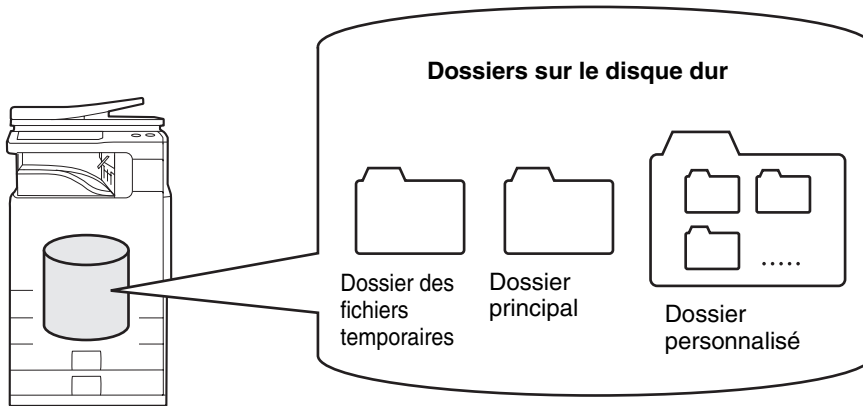 Dossiers sur le disque dur
Dossier des
fichiers
temporaires
Dossier
principal
.....
Dossier
personnalisé